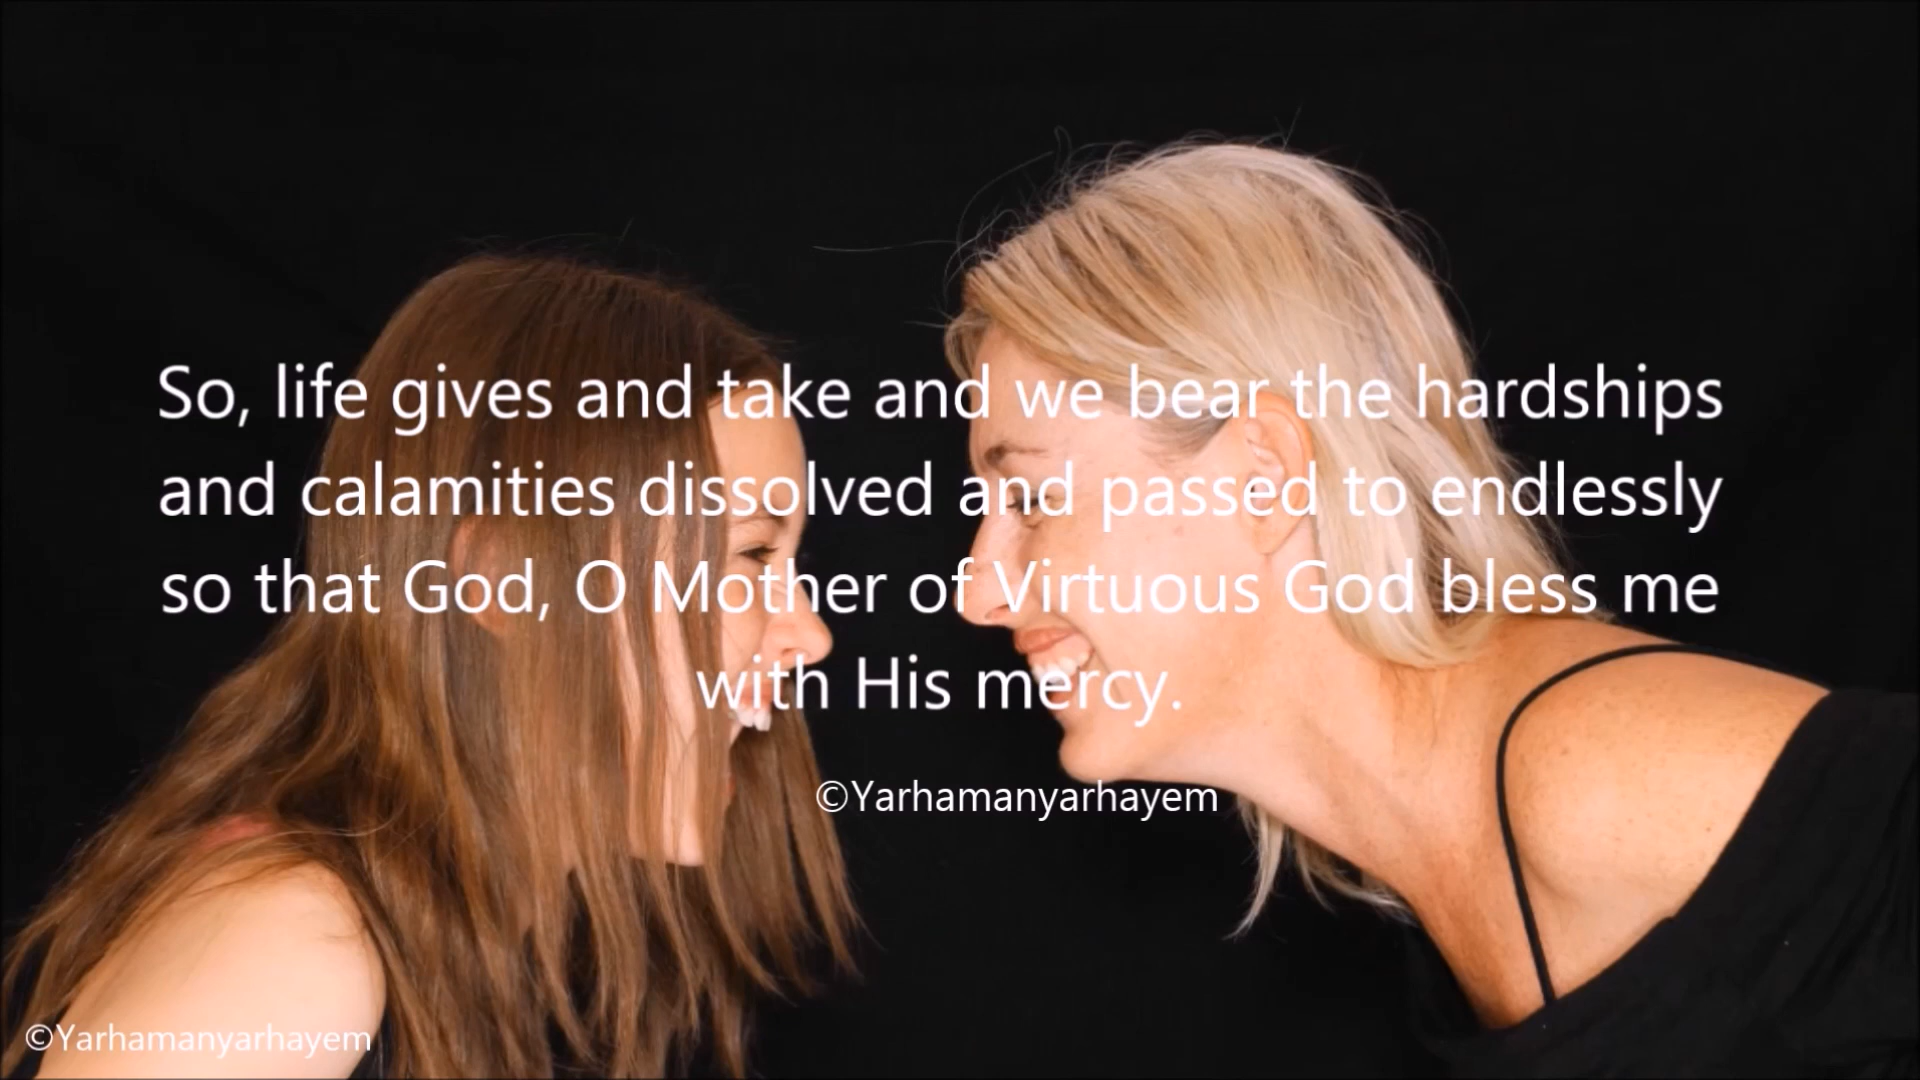 So, life gives and take and we bear the hardships
and calamities dissolved and passed to endlessly
so that God, O Mother of Virtuous God bless me
with His mercy.
©Yarhamanyarhayem
©Yarhamanyarhayem